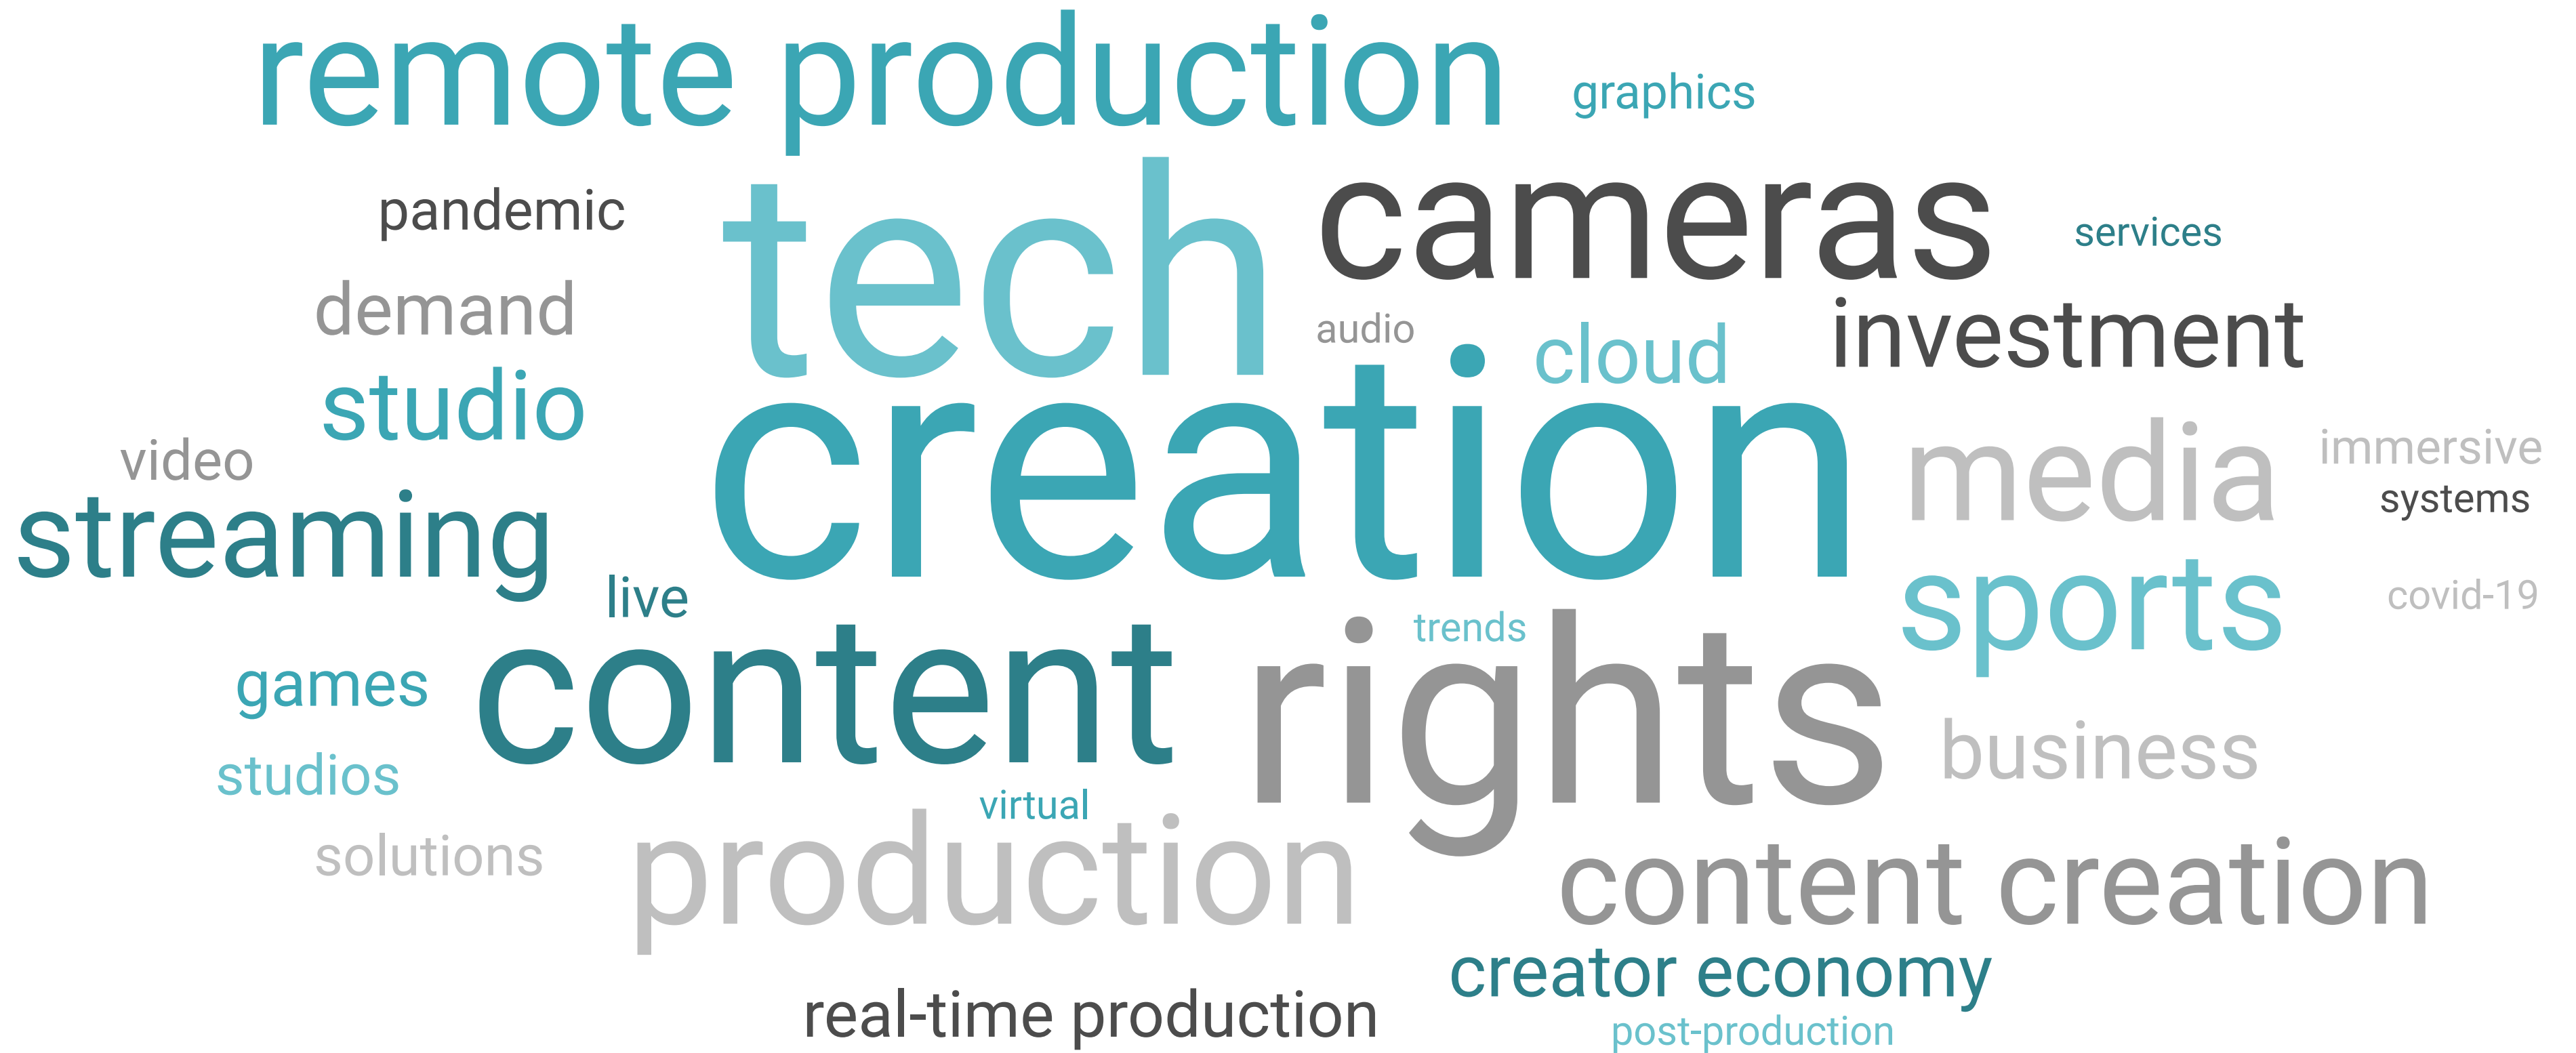 remote production
graphics
pandemic
tech
cameras
services
demand
audio
cloud
investment
studio
creation
video
media
immersive
streaming
systems
live
sports
covid-19
trends
games
content
rights
business
studios
virtual
solutions
production
content creation
creator economy
real-time production
post-production